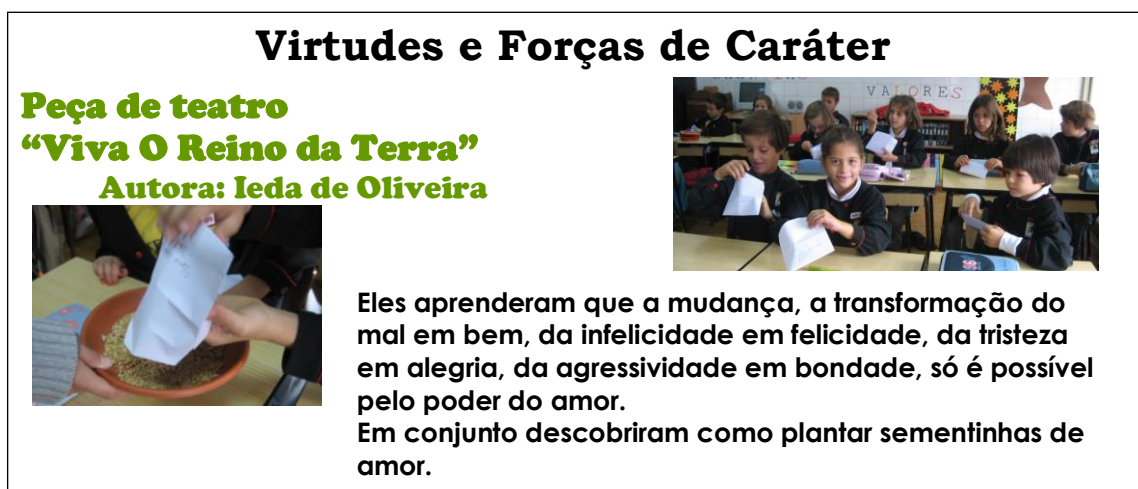 Virtudes e Forças de Caráter
Peça de teatro
“Viva O Reino da Terra”
Autora: Ieda de Oliveira
VALORES
Eles aprenderam que a mudança, a transformação do
mal em bem, da infelicidade em felicidade, da tristeza
em alegria, da agressividade em bondade, só é possível
pelo poder do amor.
Em conjunto descobriram como plantar sementinhas de
amor.